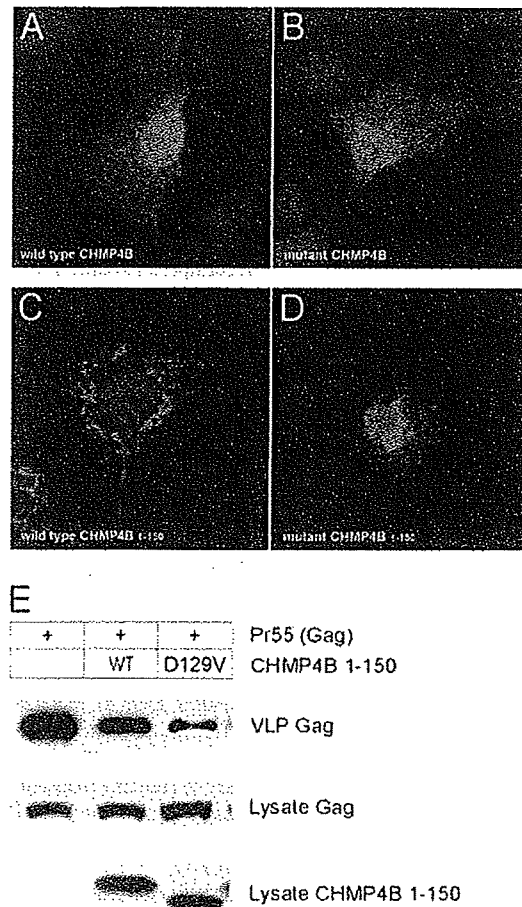 A
B
wild type CHMP4B
mutant CHMP4B
C
D
wild type CHMP4B 1-150
mutant CHMP4B 1-150
E
+ + + Pr55 (Gag)
WT D129V CHMP4B 1-150
VLP Gag
Lysate Gag
Lysate CHMP4B 1-150